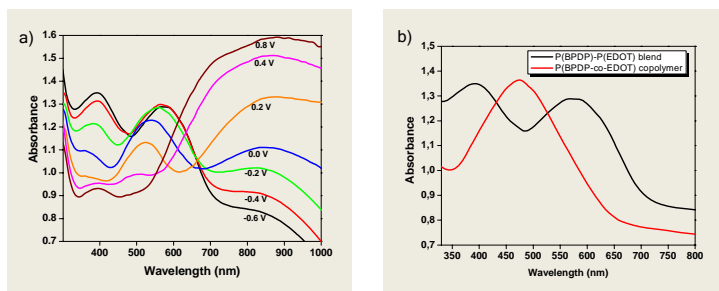 a)
1.6
1.5
1.4
1.3
1.2
1.1
1.0
0.9
0.8
0.7
Absorbance
0.8 V
0.4 V
0.2 V
0.0 V
-0.2 V
-0.4 V
-0.6 V
400 500 600 700 800 900 1000
Wavelength (nm)
b)
1,5
1,4
1,3
1,2
1,1
1,0
0,9
0,8
0,7
Absorbance
P(BPDP)-P(EDOT) blend
P(BPDP-co-EDOT) copolymer
350 400 450 500 550 600 650 700 750 800
Wavelength (nm)